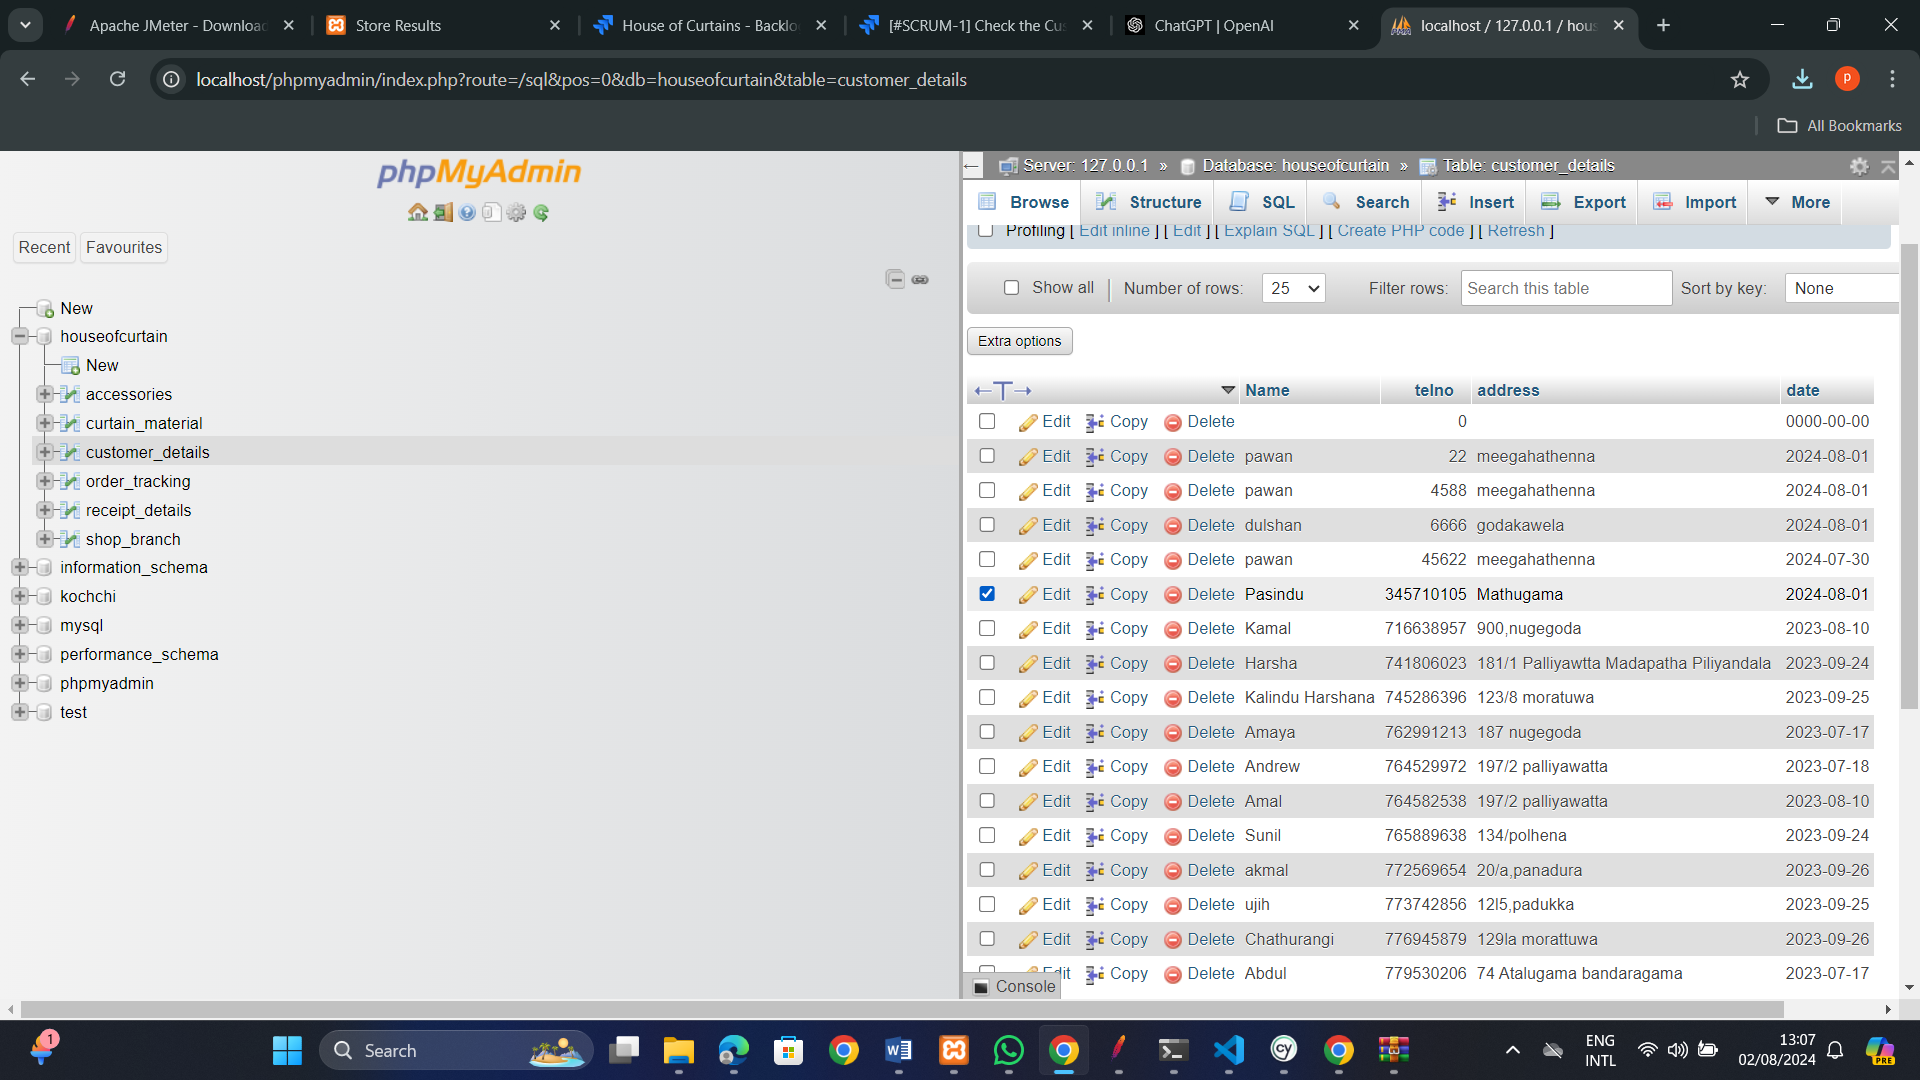 Apache JMeter - Download
Store Results
House of Curtains - Backlo
[#SCRUM-1] Check the Cus
ChatGPT | OpenAI
localhost / 127.0.0.1 / hous
localhost/phpmyadmin/index.php?route=/sql&pos=0&db=houseofcurtain&table=customer_details
p
All Bookmarks
phpMyAdmin
Recent
Favourites
New
houseofcurtain
New
accessories
curtain_material
customer_details
order_tracking
receipt_details
shop_branch
information_schema
kochchi
mysql
performance_schema
phpmyadmin
test
Server: 127.0.0.1 » Database: houseofcurtain » Table: customer_details
Browse Structure SQL Search Insert Export Import More
Profiling [ Edit inline ] [ Edit ] [ Explain SQL ] [ Create PHP code ] [ Refresh ]
Show all Number of rows: 25 Filter rows: Search this table Sort by key: None
Extra options
←T→ Name telno address date
Edit Copy Delete 0 0000-00-00
Edit Copy Delete pawan 22 meegahathenna 2024-08-01
Edit Copy Delete pawan 4588 meegahathenna 2024-08-01
Edit Copy Delete dulshan 6666 godakawela 2024-08-01
Edit Copy Delete pawan 45622 meegahathenna 2024-07-30
Edit Copy Delete Pasindu 345710105 Mathugama 2024-08-01
Edit Copy Delete Kamal 716638957 900,nugegoda 2023-08-10
Edit Copy Delete Harsha 741806023 181/1 Palliyawtta Madapatha Piliyandala 2023-09-24
Edit Copy Delete Kalindu Harshana 745286396 123/8 moratuwa 2023-09-25
Edit Copy Delete Amaya 762991213 187 nugegoda 2023-07-17
Edit Copy Delete Andrew 764529972 197/2 palliyawatta 2023-07-18
Edit Copy Delete Amal 764582538 197/2 palliyawatta 2023-08-10
Edit Copy Delete Sunil 765889638 134/polhena 2023-09-24
Edit Copy Delete akmal 772569654 20/a,panadura 2023-09-26
Edit Copy Delete ujih 773742856 12l5,padukka 2023-09-25
Edit Copy Delete Chathurangi 776945879 129la morattuwa 2023-09-26
Edit Copy Delete Abdul 779530206 74 Atalugama bandaragama 2023-07-17
Console
1
Search
W
cy
ENG
INTL
13:07
02/08/2024
PRE